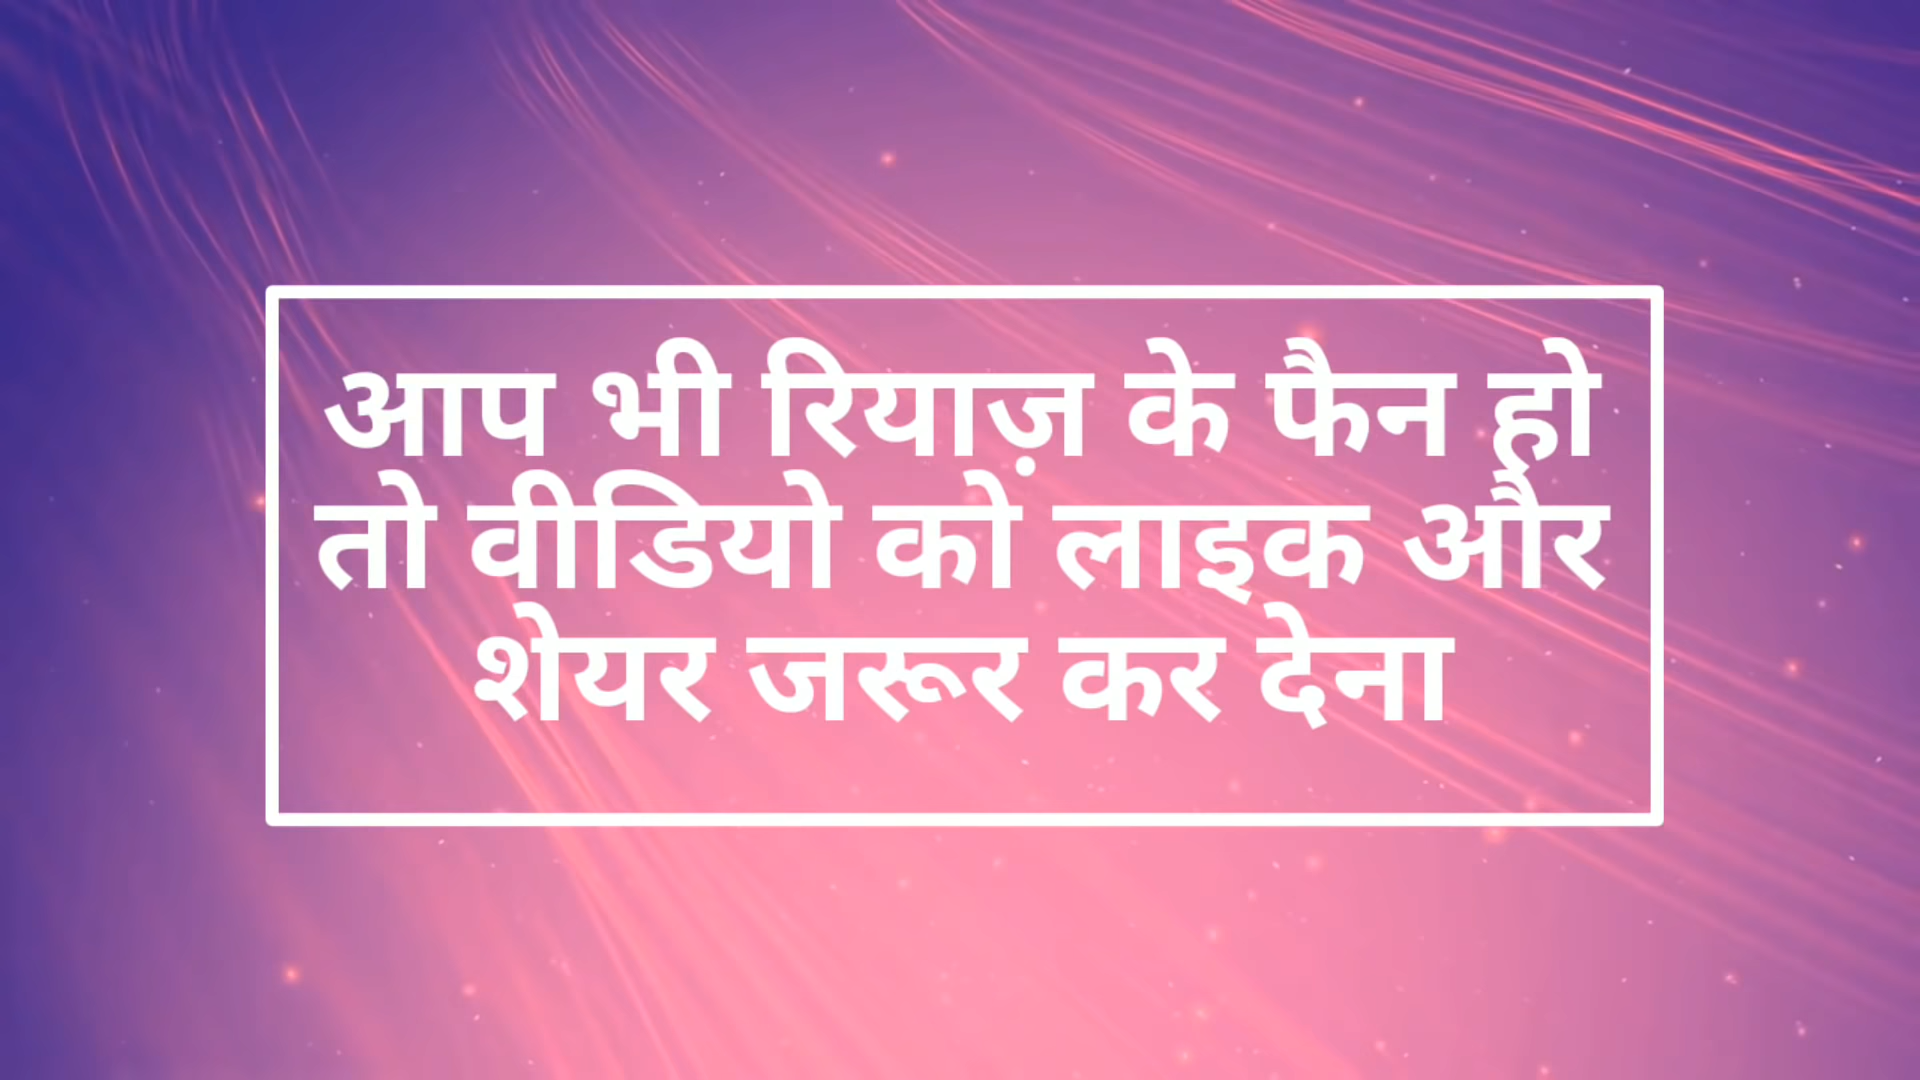 आप भी रियाज़ के फैन हो
तो वीडियो को लाइक और
शेयर जरूर कर देना